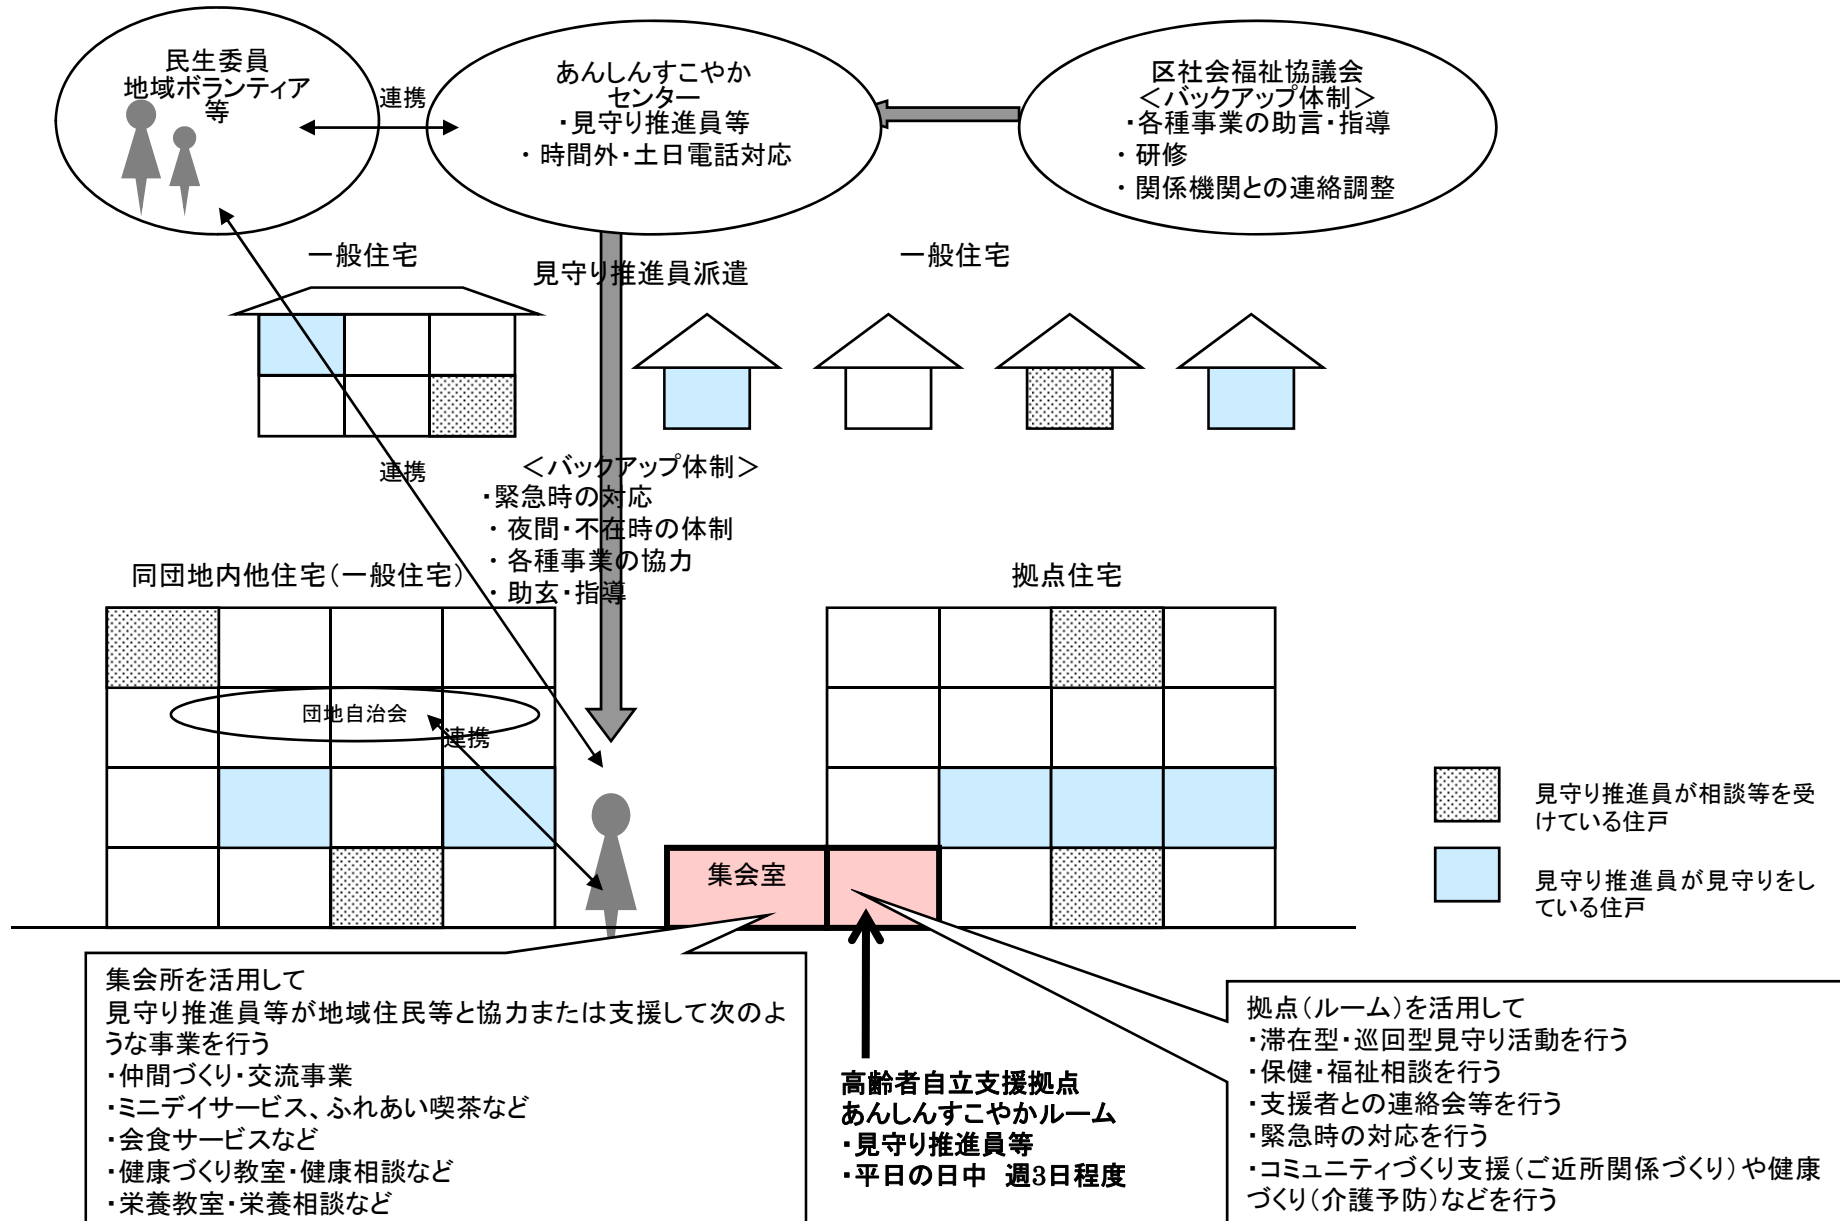 民生委員
地域ボランティア
等
連携
あんしんすこやか
センター
・見守り推進員等
・時間外・土日電話対応
区社会福祉協議会
＜バックアップ体制＞
・各種事業の助言・指導
・研修
・関係機関との連絡調整
一般住宅
見守り推進員派遣
一般住宅
連携
＜バックアップ体制＞
・緊急時の対応
・夜間・不在時の体制
・各種事業の協力
・助玄・指導
同団地内他住宅（一般住宅）
拠点住宅
団地自治会
連携
集会室
見守り推進員が相談等を受
けている住戸
見守り推進員が見守りをし
ている住戸
集会所を活用して
見守り推進員等が地域住民等と協力または支援して次のよ
うな事業を行う
・仲間づくり・交流事業
・ミニデイサービス、ふれあい喫茶など
・会食サービスなど
・健康づくり教室・健康相談など
・栄養教室・栄養相談など
高齢者自立支援拠点
あんしんすこやかルーム
・見守り推進員等
・平日の日中　週3日程度
拠点（ルーム）を活用して
・滞在型・巡回型見守り活動を行う
・保健・福祉相談を行う
・支援者との連絡会等を行う
・緊急時の対応を行う
・コミュニティづくり支援（ご近所関係づくり）や健康
づくり（介護予防）などを行う